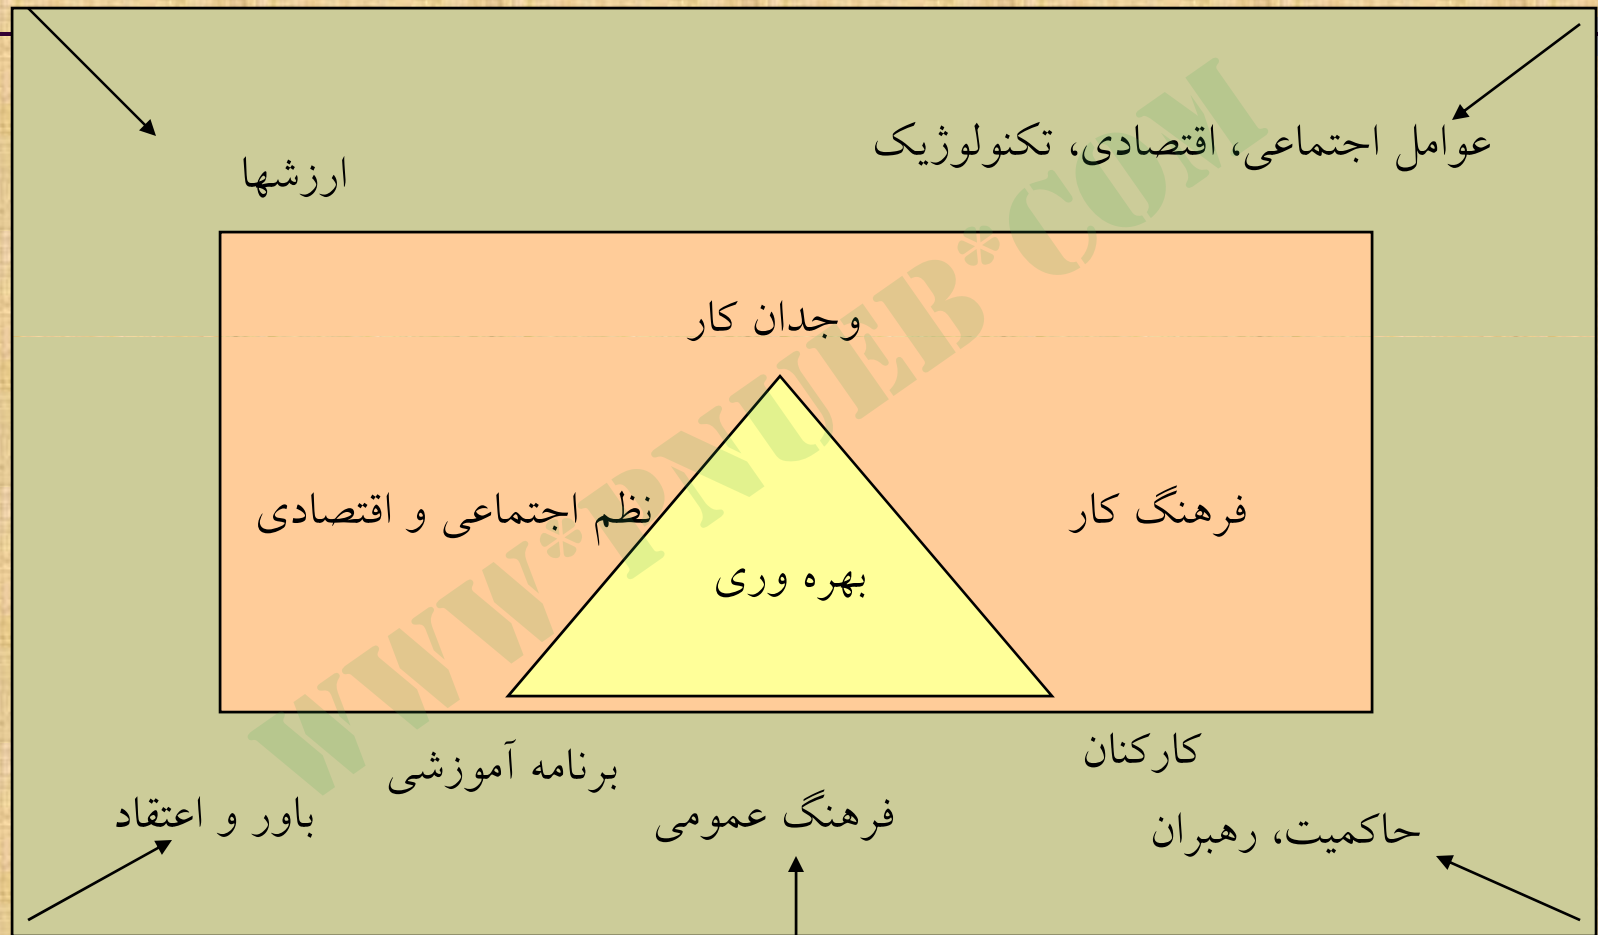 عوامل اجتماعی، اقتصادی، تکنولوژیک
ارزشها
وجدان کار
فرهنگ کار
نظم اجتماعی و اقتصادی
بهره وری
کارکنان
برنامه آموزشی
حاکمیت، رهبران
فرهنگ عمومی
باور و اعتقاد
WWW*PNUEB*COM